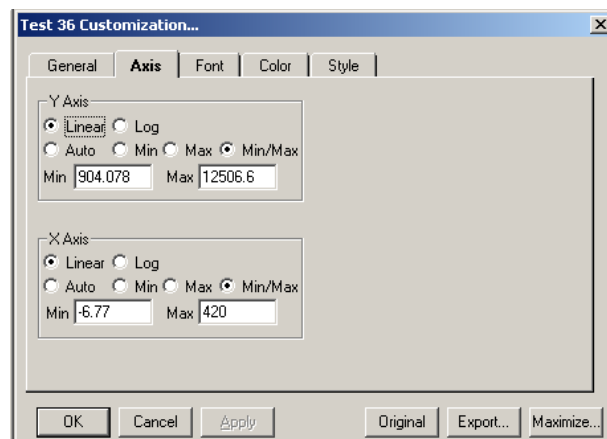 Test 36 Customization...
General Axis Font Color Style
Y Axis
Linear Log
Auto Min Max Min/Max
Min 904.078 Max 12506.6
X Axis
Linear Log
Auto Min Max Min/Max
Min -6.77 Max 420
OK Cancel Apply Original Export... Maximize...